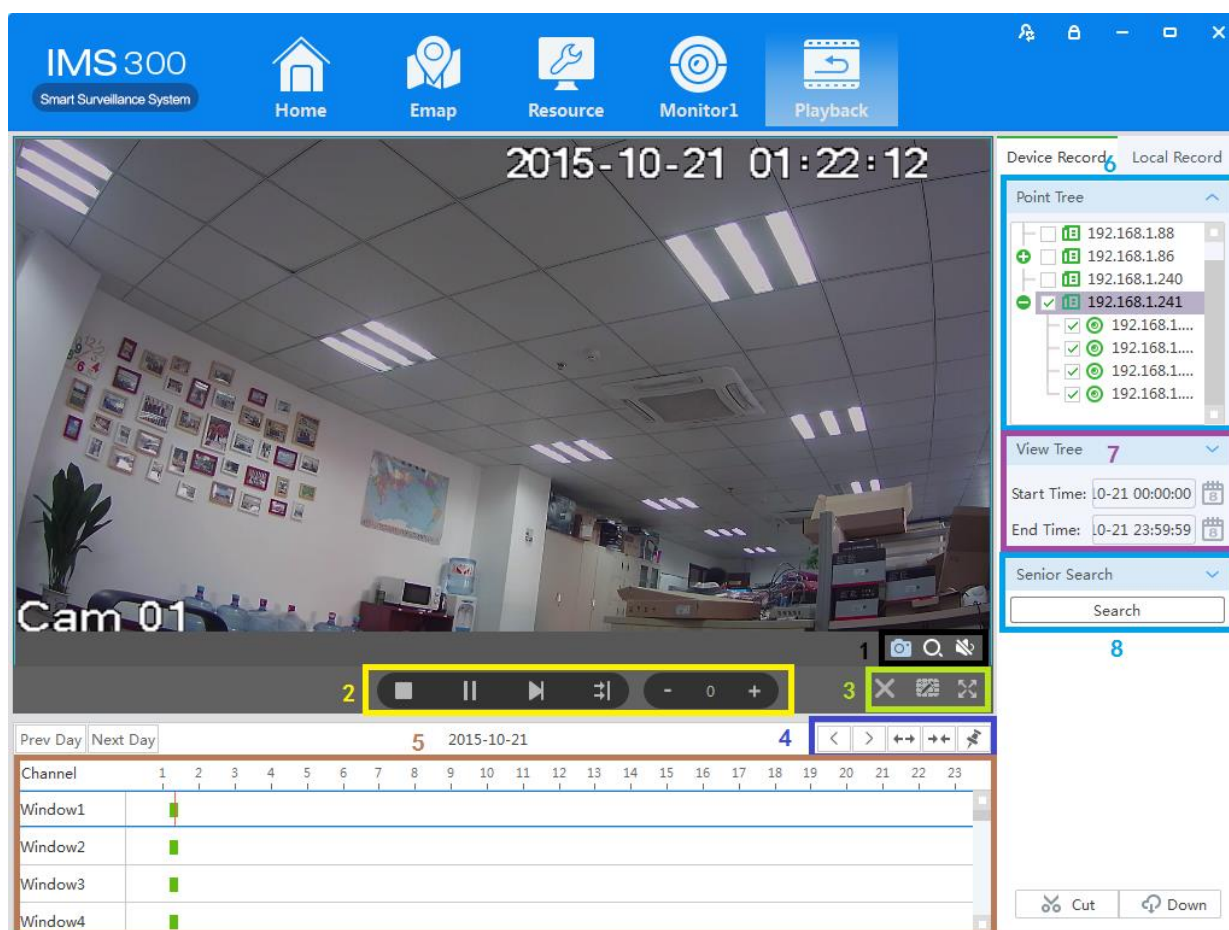 IMS 300
Smart Surveillance System
Home
Emap
Resource
Monitor1
Playback
2015-10-21 01:22:12
Cam 01
Device Record
Local Record
6
Point Tree
192.168.1.88
192.168.1.86
192.168.1.240
192.168.1.241
192.168.1....
192.168.1....
192.168.1....
192.168.1....
View Tree
7
Start Time: 10-21 00:00:00
End Time: 10-21 23:59:59
Senior Search
Search
8
1
2
- 0 +
3
Prev Day
Next Day
5
2015-10-21
4
Channel 1 2 3 4 5 6 7 8 9 10 11 12 13 14 15 16 17 18 19 20 21 22 23
Window1
Window2
Window3
Window4
Cut
Down